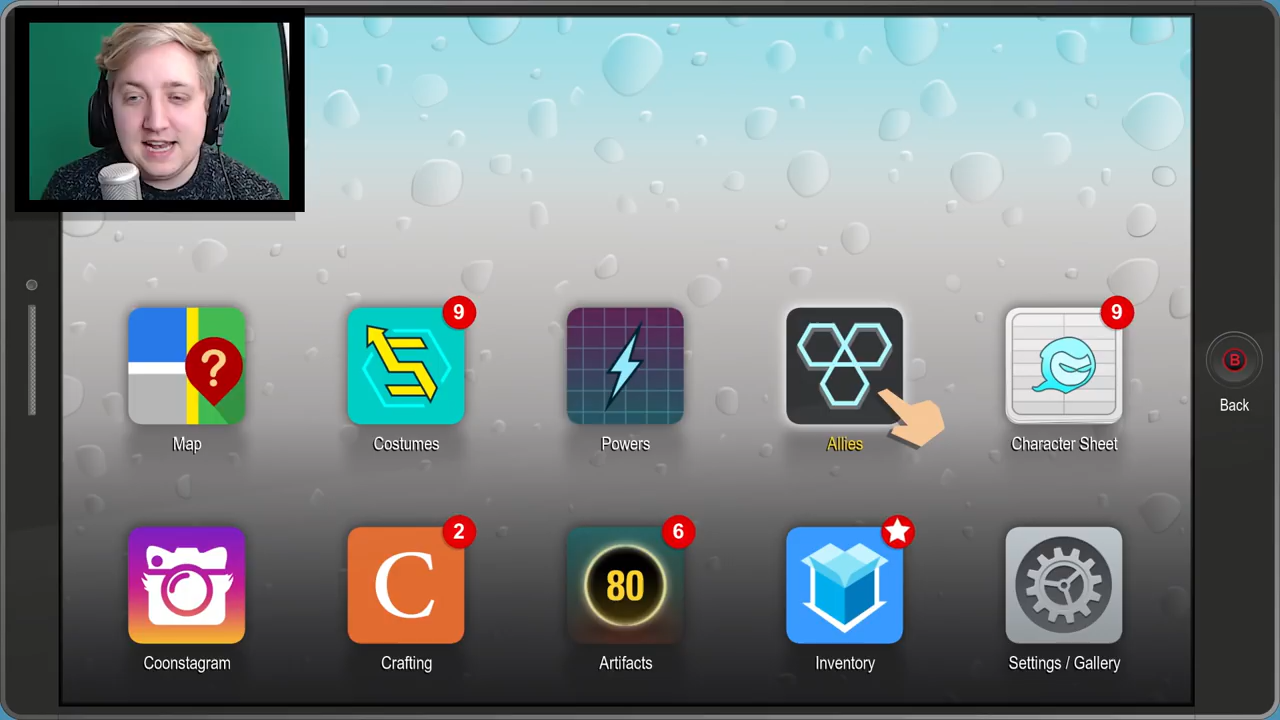 9
9
?
Map
Costumes
Powers
Allies
Character Sheet
B
Back
2
6
C
80
Coonstagram
Crafting
Artifacts
Inventory
Settings / Gallery